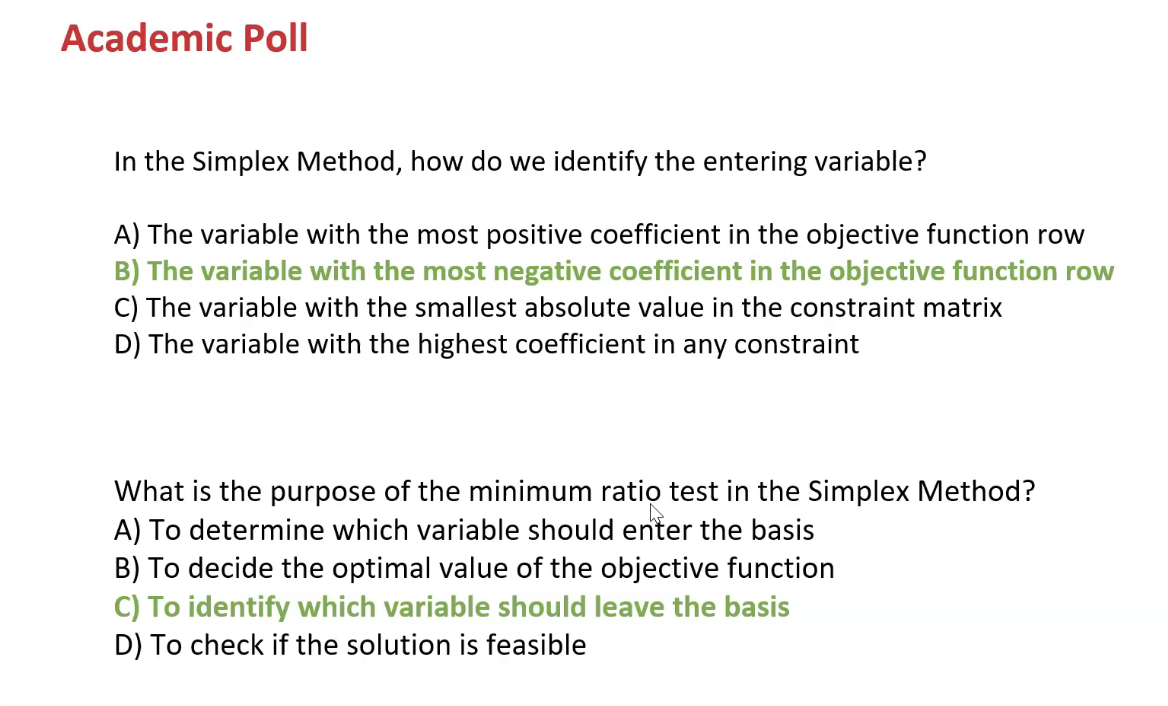 Academic Poll
In the Simplex Method, how do we identify the entering variable?
A) The variable with the most positive coefficient in the objective function row
B) The variable with the most negative coefficient in the objective function row
C) The variable with the smallest absolute value in the constraint matrix
D) The variable with the highest coefficient in any constraint
What is the purpose of the minimum ratio test in the Simplex Method?
A) To determine which variable should enter the basis
B) To decide the optimal value of the objective function
C) To identify which variable should leave the basis
D) To check if the solution is feasible